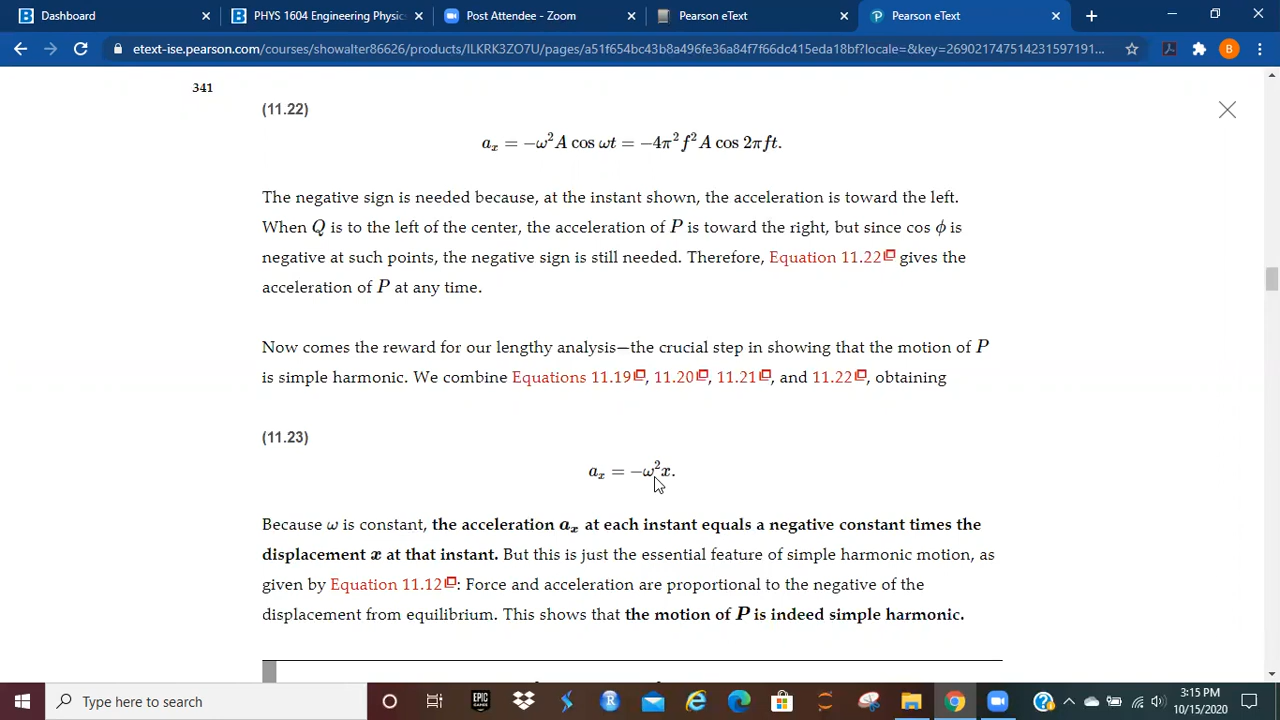 Dashboard
PHYS 1604 Engineering Physic
Post Attendee - Zoom
Pearson eText
Pearson eText
etext-ise.pearson.com/courses/showalter86626/products/ILKRK3ZO7U/pages/a51f654bc43b8a496fe36a84f7f66dc415eda18bf?locale=&key=269021747514231597191...
B
341
(11.22)
aₓ = −ω²A cos ωt = −4π²f²A cos 2πft.
The negative sign is needed because, at the instant shown, the acceleration is toward the left.
When Q is to the left of the center, the acceleration of P is toward the right, but since cos ϕ is
negative at such points, the negative sign is still needed. Therefore, Equation 11.22 gives the
acceleration of P at any time.
Now comes the reward for our lengthy analysis—the crucial step in showing that the motion of P
is simple harmonic. We combine Equations 11.19, 11.20, 11.21, and 11.22, obtaining
(11.23)
aₓ = −ω²x.
Because ω is constant, the acceleration aₓ at each instant equals a negative constant times the
displacement x at that instant. But this is just the essential feature of simple harmonic motion, as
given by Equation 11.12: Force and acceleration are proportional to the negative of the
displacement from equilibrium. This shows that the motion of P is indeed simple harmonic.
Type here to search
EPIC GAMES
3:15 PM
10/15/2020